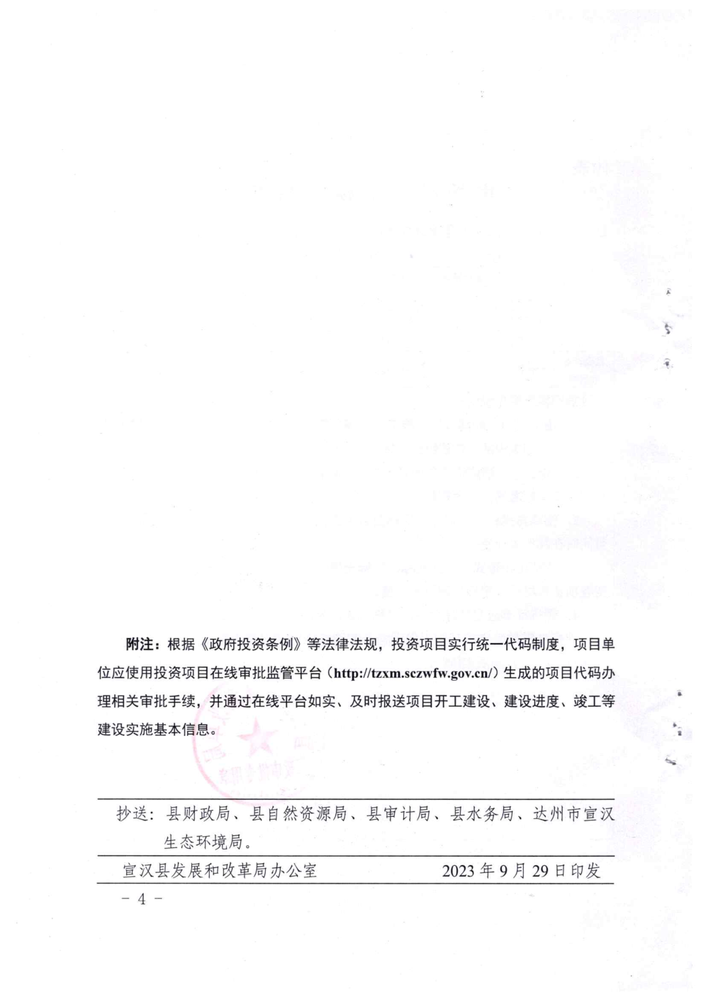 附注：根据《政府投资条例》等法律法规，投资项目实行统一代码制度，项目单
位应使用投资项目在线审批监管平台（http://tzxm.sczwfw.gov.cn/）生成的项目代码办
理相关审批手续，并通过在线平台如实、及时报送项目开工建设、建设进度、竣工等
建设实施基本信息。
抄送：县财政局、县自然资源局、县审计局、县水务局、达州市宣汉
生态环境局。
宣汉县发展和改革局办公室 2023年9月29日印发
- 4 -